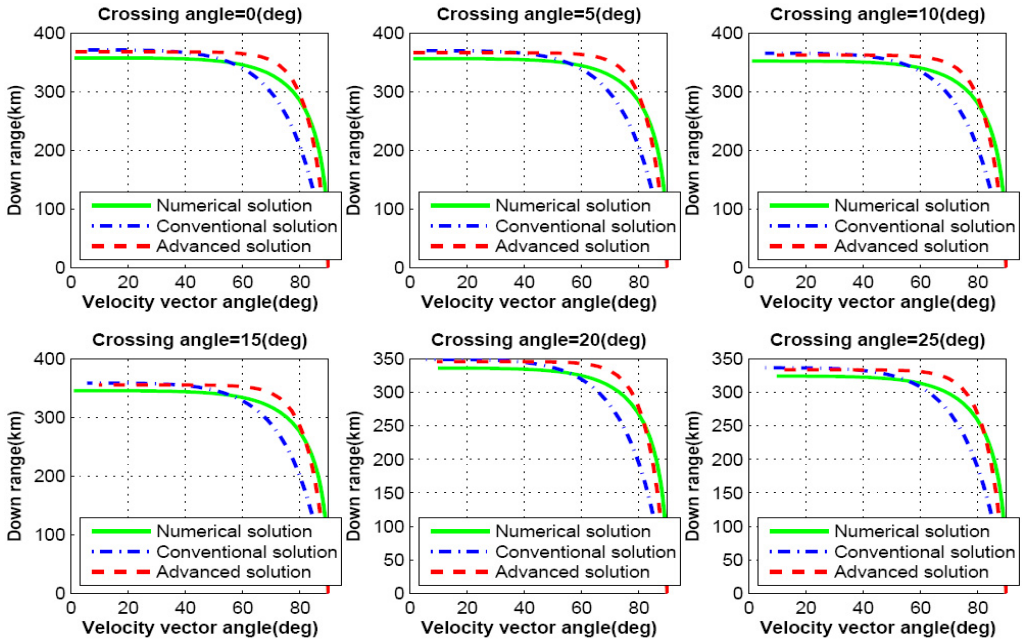 Crossing angle=0(deg)
Down range(km)
400
300
200
100
0
Numerical solution
Conventional solution
Advanced solution
0 20 40 60 80
Velocity vector angle(deg)
Crossing angle=5(deg)
Down range(km)
400
300
200
100
0
Numerical solution
Conventional solution
Advanced solution
0 20 40 60 80
Velocity vector angle(deg)
Crossing angle=10(deg)
Down range(km)
400
300
200
100
0
Numerical solution
Conventional solution
Advanced solution
0 20 40 60 80
Velocity vector angle(deg)
Crossing angle=15(deg)
Down range(km)
400
300
200
100
0
Numerical solution
Conventional solution
Advanced solution
0 20 40 60 80
Velocity vector angle(deg)
Crossing angle=20(deg)
Down range(km)
350
300
250
200
150
100
50
0
Numerical solution
Conventional solution
Advanced solution
0 20 40 60 80
Velocity vector angle(deg)
Crossing angle=25(deg)
Down range(km)
350
300
250
200
150
100
50
0
Numerical solution
Conventional solution
Advanced solution
0 20 40 60 80
Velocity vector angle(deg)